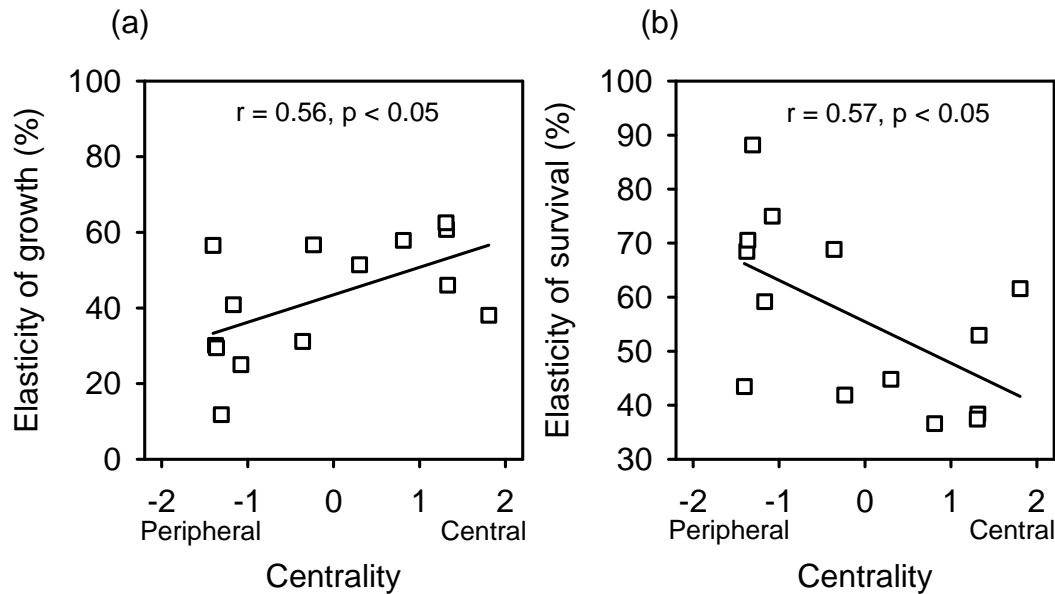 (a)
r = 0.56, p < 0.05
Elasticity of growth (%)
100
80
60
40
20
0
-2
-1
0
1
2
Peripheral
Central
Centrality
(b)
r = 0.57, p < 0.05
Elasticity of survival (%)
100
90
80
70
60
50
40
30
-2
-1
0
1
2
Peripheral
Central
Centrality